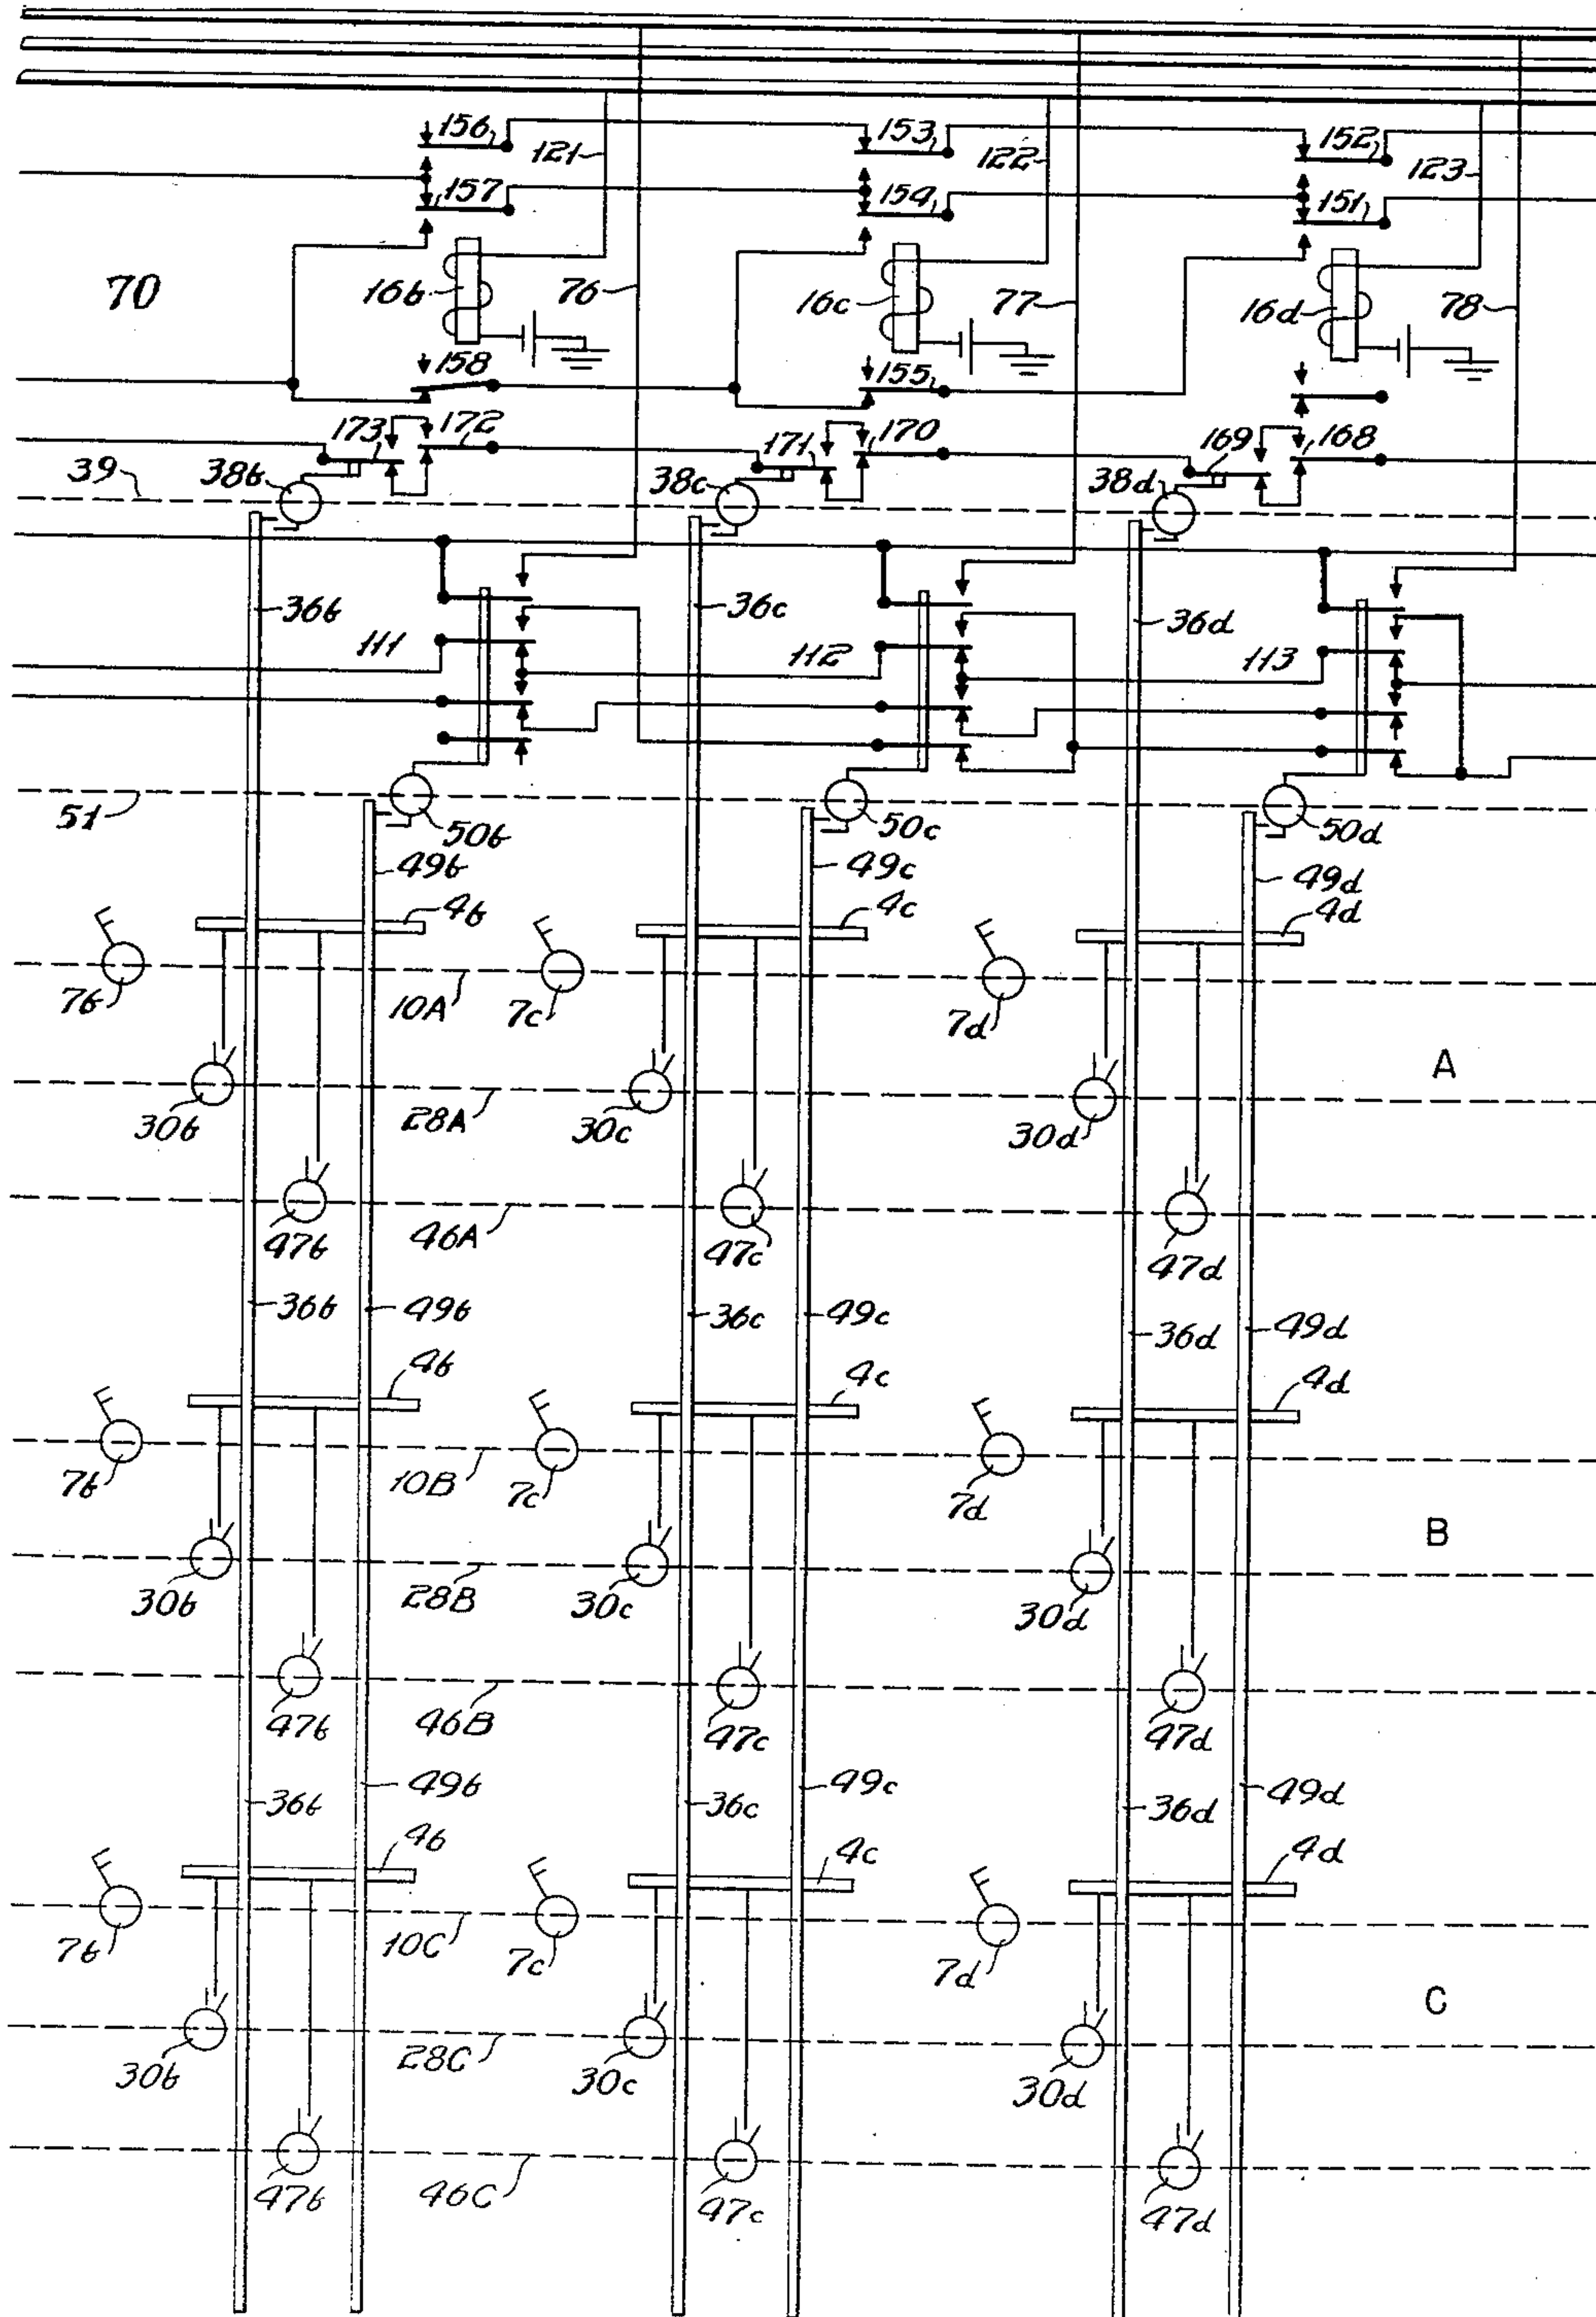 156 121 153 122 152 123
157 154 151
70 16b 76 16c 77 16d 78
158 155
173 172 171 170 169 168
39 38b 38c 38d
36b 36c 36d
111 112 113
51 50b 50c 50d
49b 49c 49d
4b 4c 4d
7b 10A 7c 7d
A
30b 28A 30c 30d
47b 46A 47c 47d
36b 49b 36c 49c 36d 49d
4b 4c 4d
7b 10B 7c 7d
B
30b 28B 30c 30d
47b 46B 47c 47d
36b 49b 36c 49c 36d 49d
4b 4c 4d
7b 10C 7c 7d
C
30b 28C 30c 30d
47b 46C 47c 47d